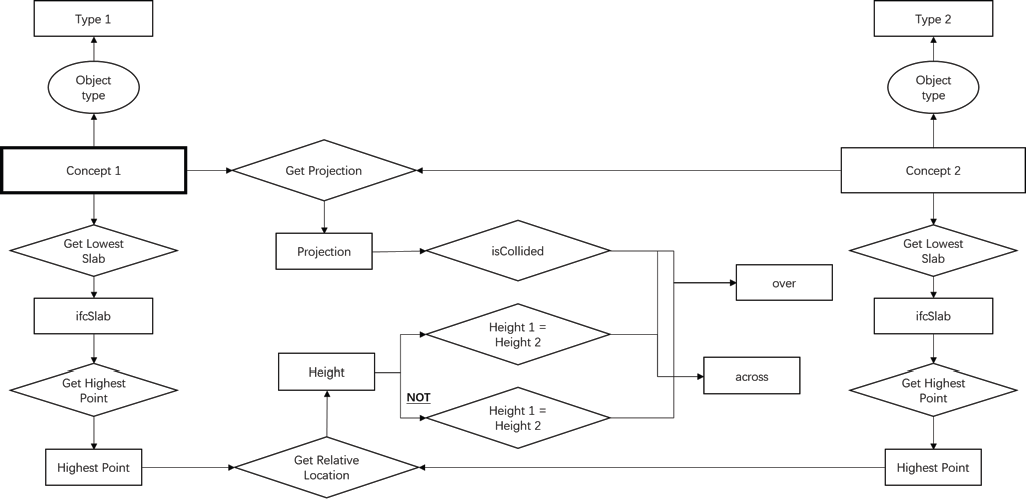 Type 1
Type 2
Object
type
Object
type
Concept 1
Get Projection
Concept 2
Get Lowest
Slab
Projection
isCollided
Get Lowest
Slab
over
ifcSlab
Height 1 =
Height 2
ifcSlab
Height
across
Get Highest
Point
NOT
Height 1 =
Height 2
Get Highest
Point
Highest Point
Get Relative
Location
Highest Point